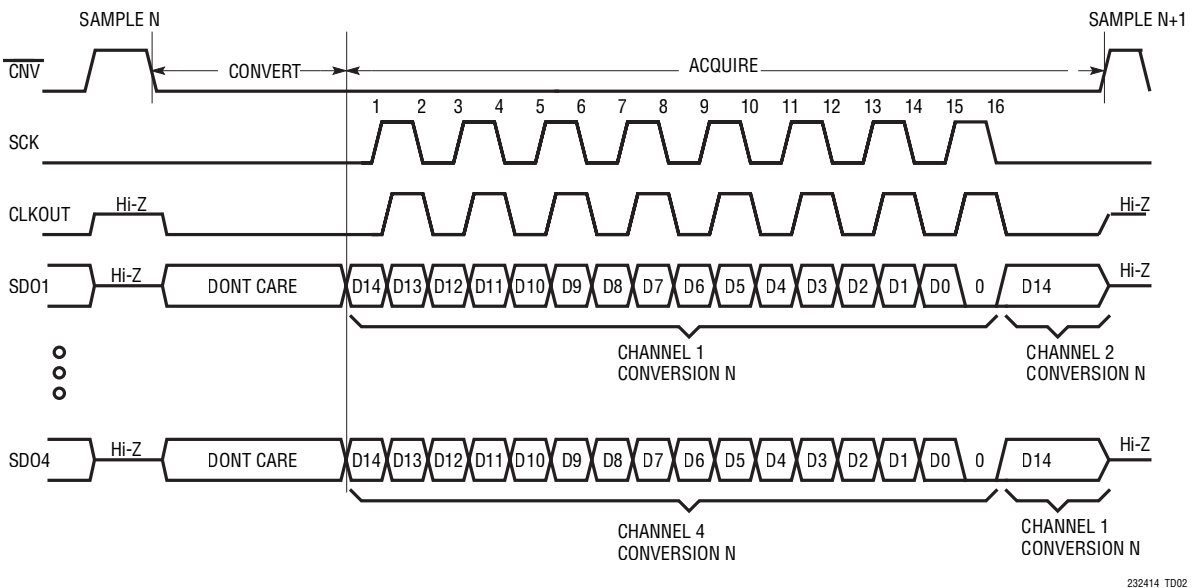 SAMPLE N SAMPLE N+1
CNV CONVERT ACQUIRE
1 2 3 4 5 6 7 8 9 10 11 12 13 14 15 16
SCK
CLKOUT Hi-Z Hi-Z
SDO1 Hi-Z DONT CARE D14 D13 D12 D11 D10 D9 D8 D7 D6 D5 D4 D3 D2 D1 D0 0 D14 Hi-Z
CHANNEL 1 CHANNEL 2
CONVERSION N CONVERSION N
SDO4 Hi-Z DONT CARE D14 D13 D12 D11 D10 D9 D8 D7 D6 D5 D4 D3 D2 D1 D0 0 D14 Hi-Z
CHANNEL 4 CHANNEL 1
CONVERSION N CONVERSION N
232414 TD02